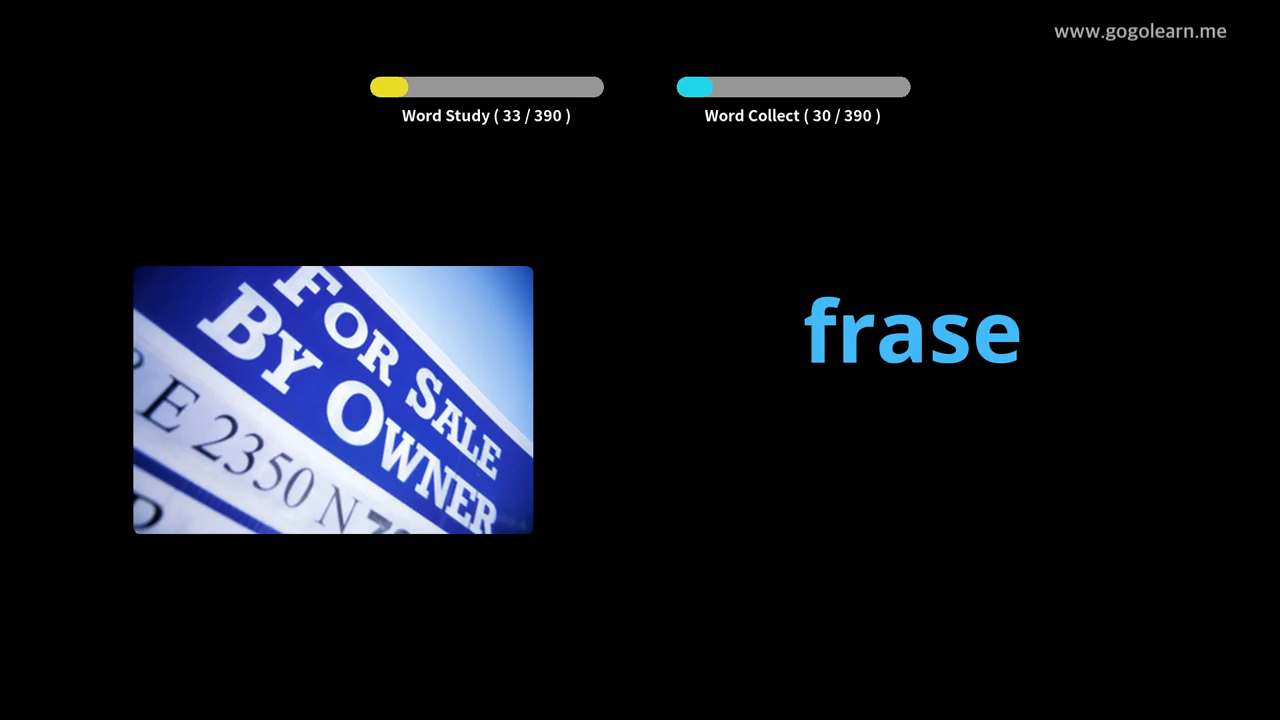 www.gogolearn.me
Word Study ( 33 / 390 )
Word Collect ( 30 / 390 )
FOR SALE
BY OWNER
E 2350 N
frase